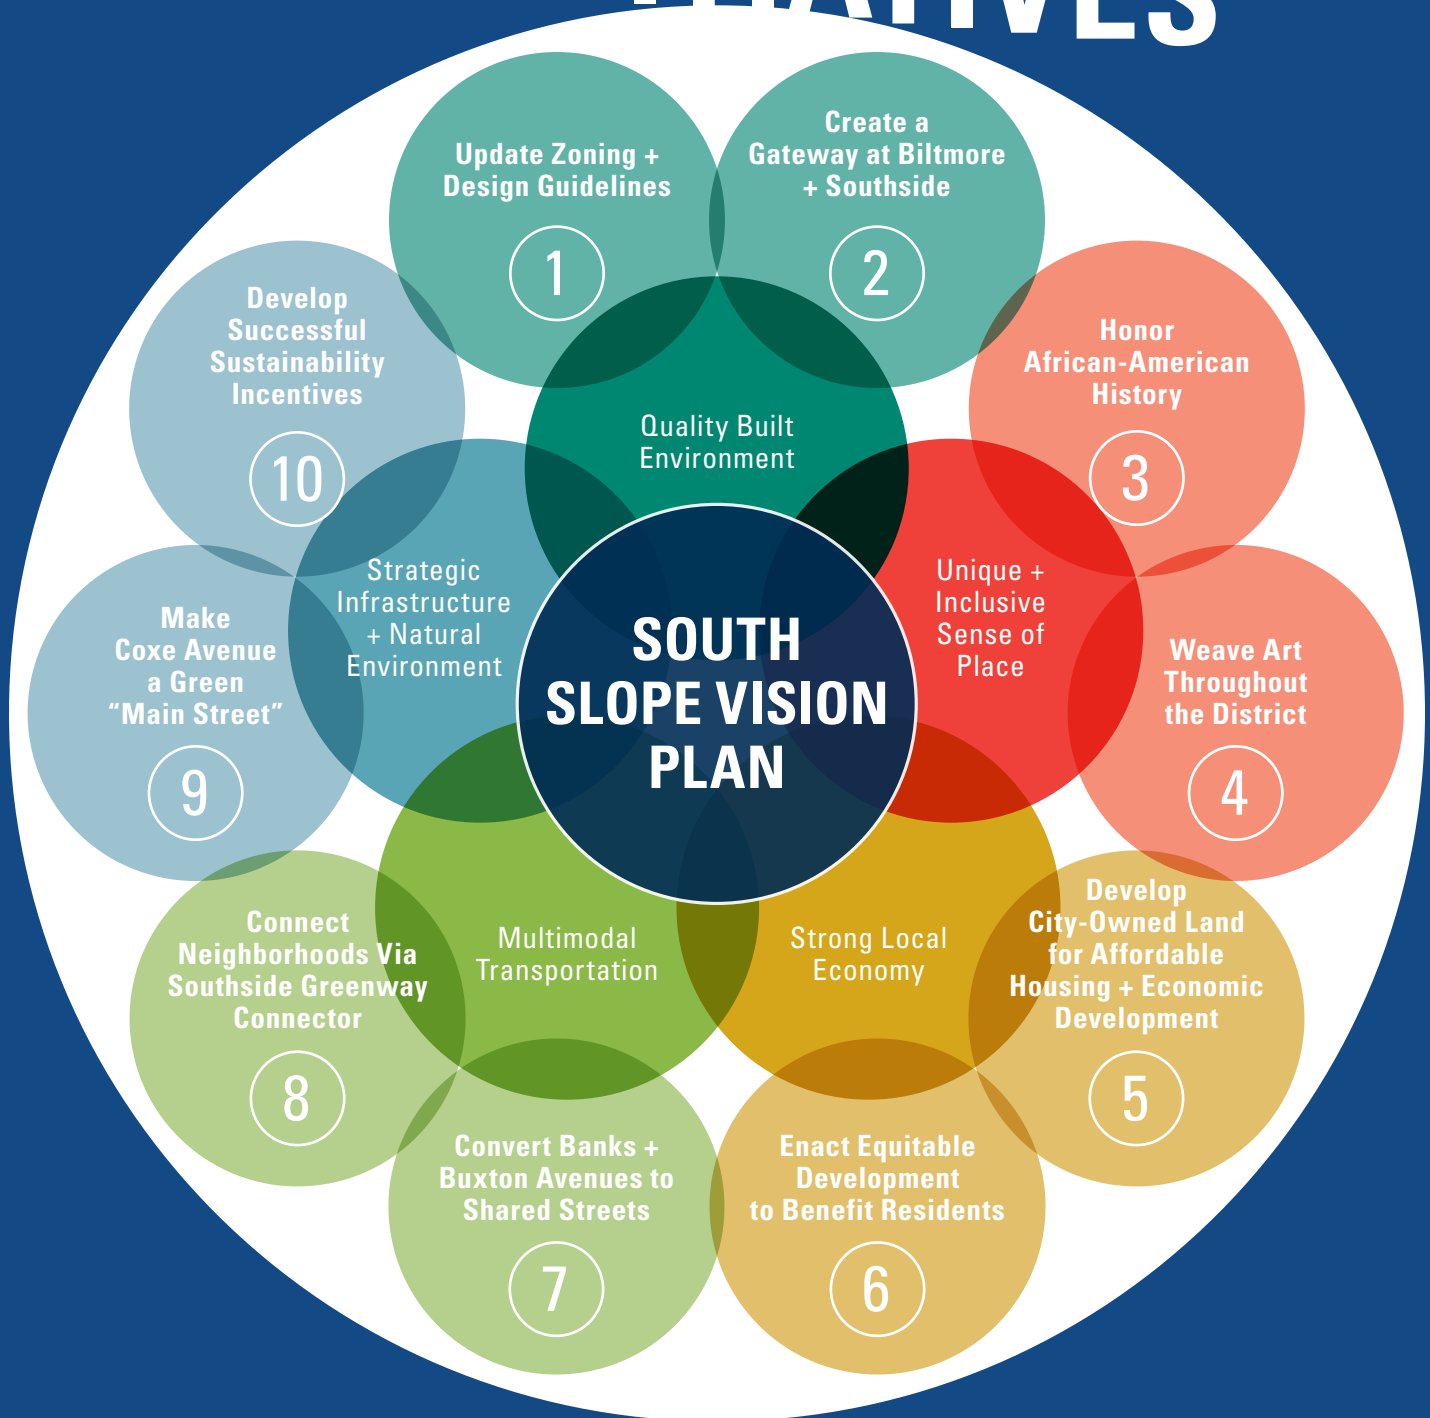 Update Zoning +
Design Guidelines
1
Create a
Gateway at Biltmore
+ Southside
2
Honor
African-American
History
3
Weave Art
Throughout
the District
4
Develop
City-Owned Land
for Affordable
Housing + Economic
Development
5
Enact Equitable
Development
to Benefit Residents
6
Convert Banks +
Buxton Avenues to
Shared Streets
7
Connect
Neighborhoods Via
Southside Greenway
Connector
8
Make
Coxe Avenue
a Green
“Main Street”
9
Develop
Successful
Sustainability
Incentives
10
Quality Built
Environment
Unique +
Inclusive
Sense of
Place
Strong Local
Economy
Multimodal
Transportation
Strategic
Infrastructure
+ Natural
Environment
SOUTH
SLOPE VISION
PLAN